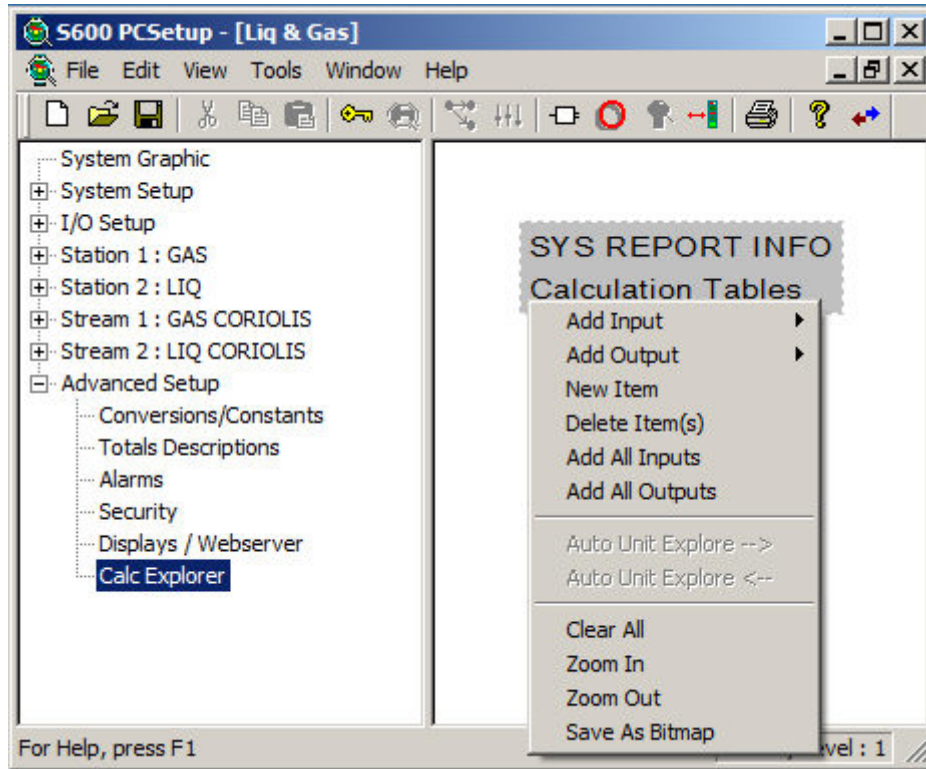 S600 PCSetup - [Liq & Gas]
File Edit View Tools Window Help
System Graphic
System Setup
I/O Setup
Station 1 : GAS
Station 2 : LIQ
Stream 1 : GAS CORIOLIS
Stream 2 : LIQ CORIOLIS
Advanced Setup
Conversions/Constants
Totals Descriptions
Alarms
Security
Displays / Webserver
Calc Explorer
SYS REPORT INFO
Calculation Tables
Add Input
Add Output
New Item
Delete Item(s)
Add All Inputs
Add All Outputs
Auto Unit Explore -->
Auto Unit Explore <--
Clear All
Zoom In
Zoom Out
Save As Bitmap
For Help, press F1
: 1